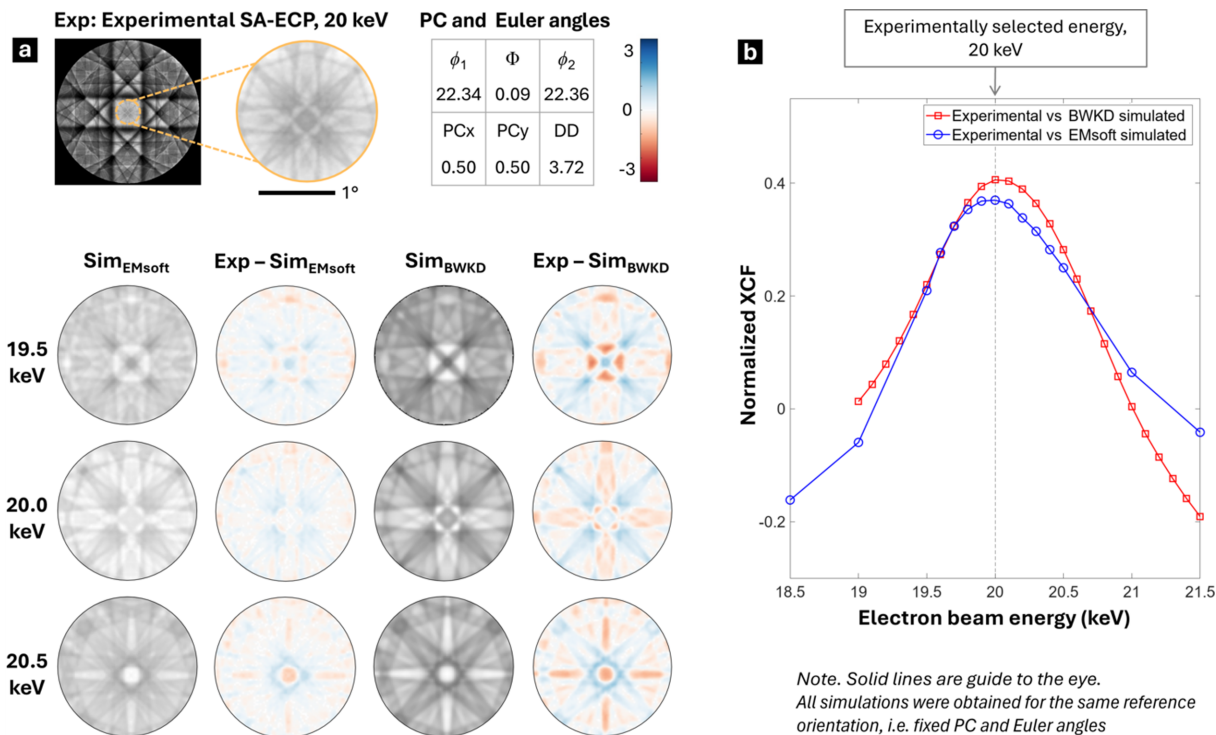 Exp: Experimental SA-ECP, 20 keV
PC and Euler angles
a
1°
ϕ1 Φ ϕ2
22.34 0.09 22.36
PCx PCy DD
0.50 0.50 3.72
3
0
-3
SimEMsoft Exp – SimEMsoft SimBWKD Exp – SimBWKD
19.5
keV
20.0
keV
20.5
keV
b
Experimentally selected energy,
20 keV
Experimental vs BWKD simulated
Experimental vs EMsoft simulated
Normalized XCF
0.4
0.2
0
-0.2
18.5 19 19.5 20 20.5 21 21.5
Electron beam energy (keV)
Note. Solid lines are guide to the eye.
All simulations were obtained for the same reference
orientation, i.e. fixed PC and Euler angles